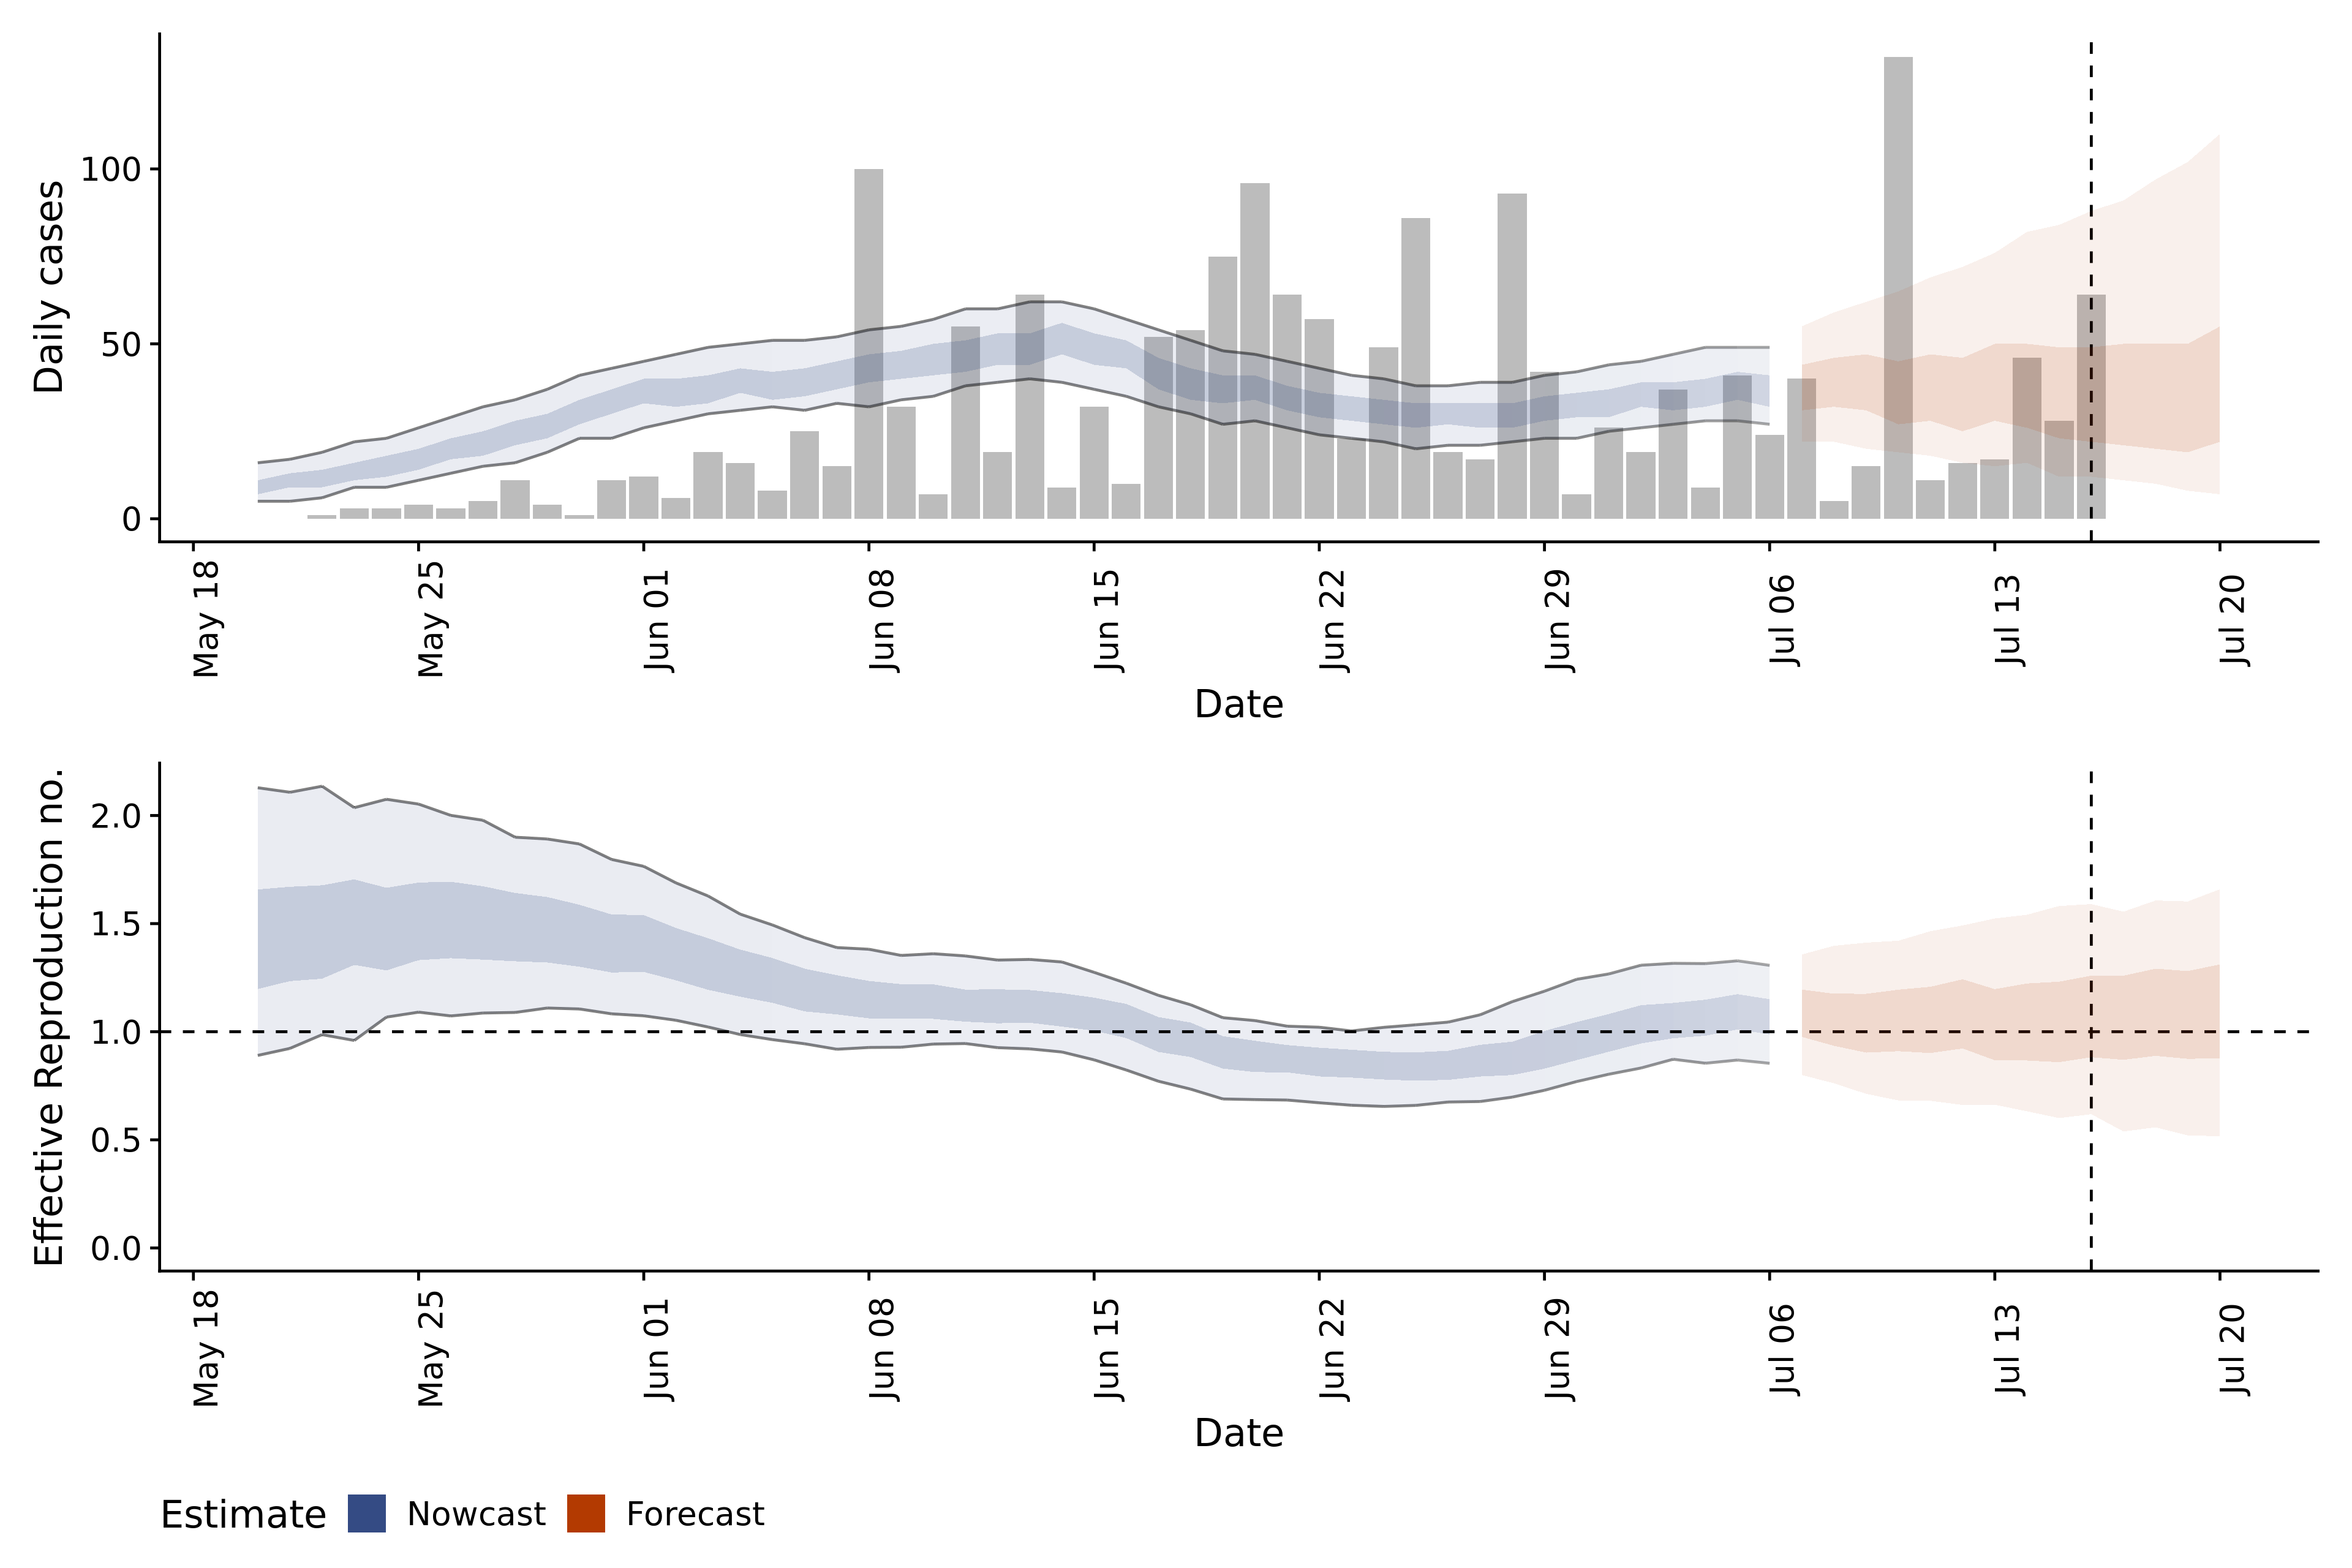 Daily cases
100
50
0
May 18 May 25 Jun 01 Jun 08 Jun 15 Jun 22 Jun 29 Jul 06 Jul 13 Jul 20
Date
Effective Reproduction no.
2.0
1.5
1.0
0.5
0.0
May 18 May 25 Jun 01 Jun 08 Jun 15 Jun 22 Jun 29 Jul 06 Jul 13 Jul 20
Date
Estimate Nowcast Forecast